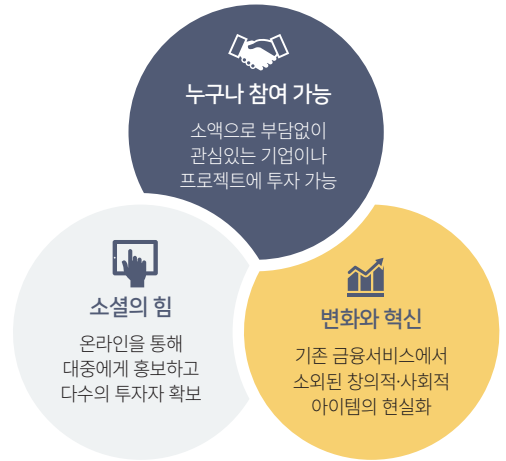 누구나 참여 가능
소액으로 부담없이
관심있는 기업이나
프로젝트에 투자 가능
소셜의 힘
온라인을 통해
대중에게 홍보하고
다수의 투자자 확보
변화와 혁신
기존 금융서비스에서
소외된 창의적·사회적
아이템의 현실화